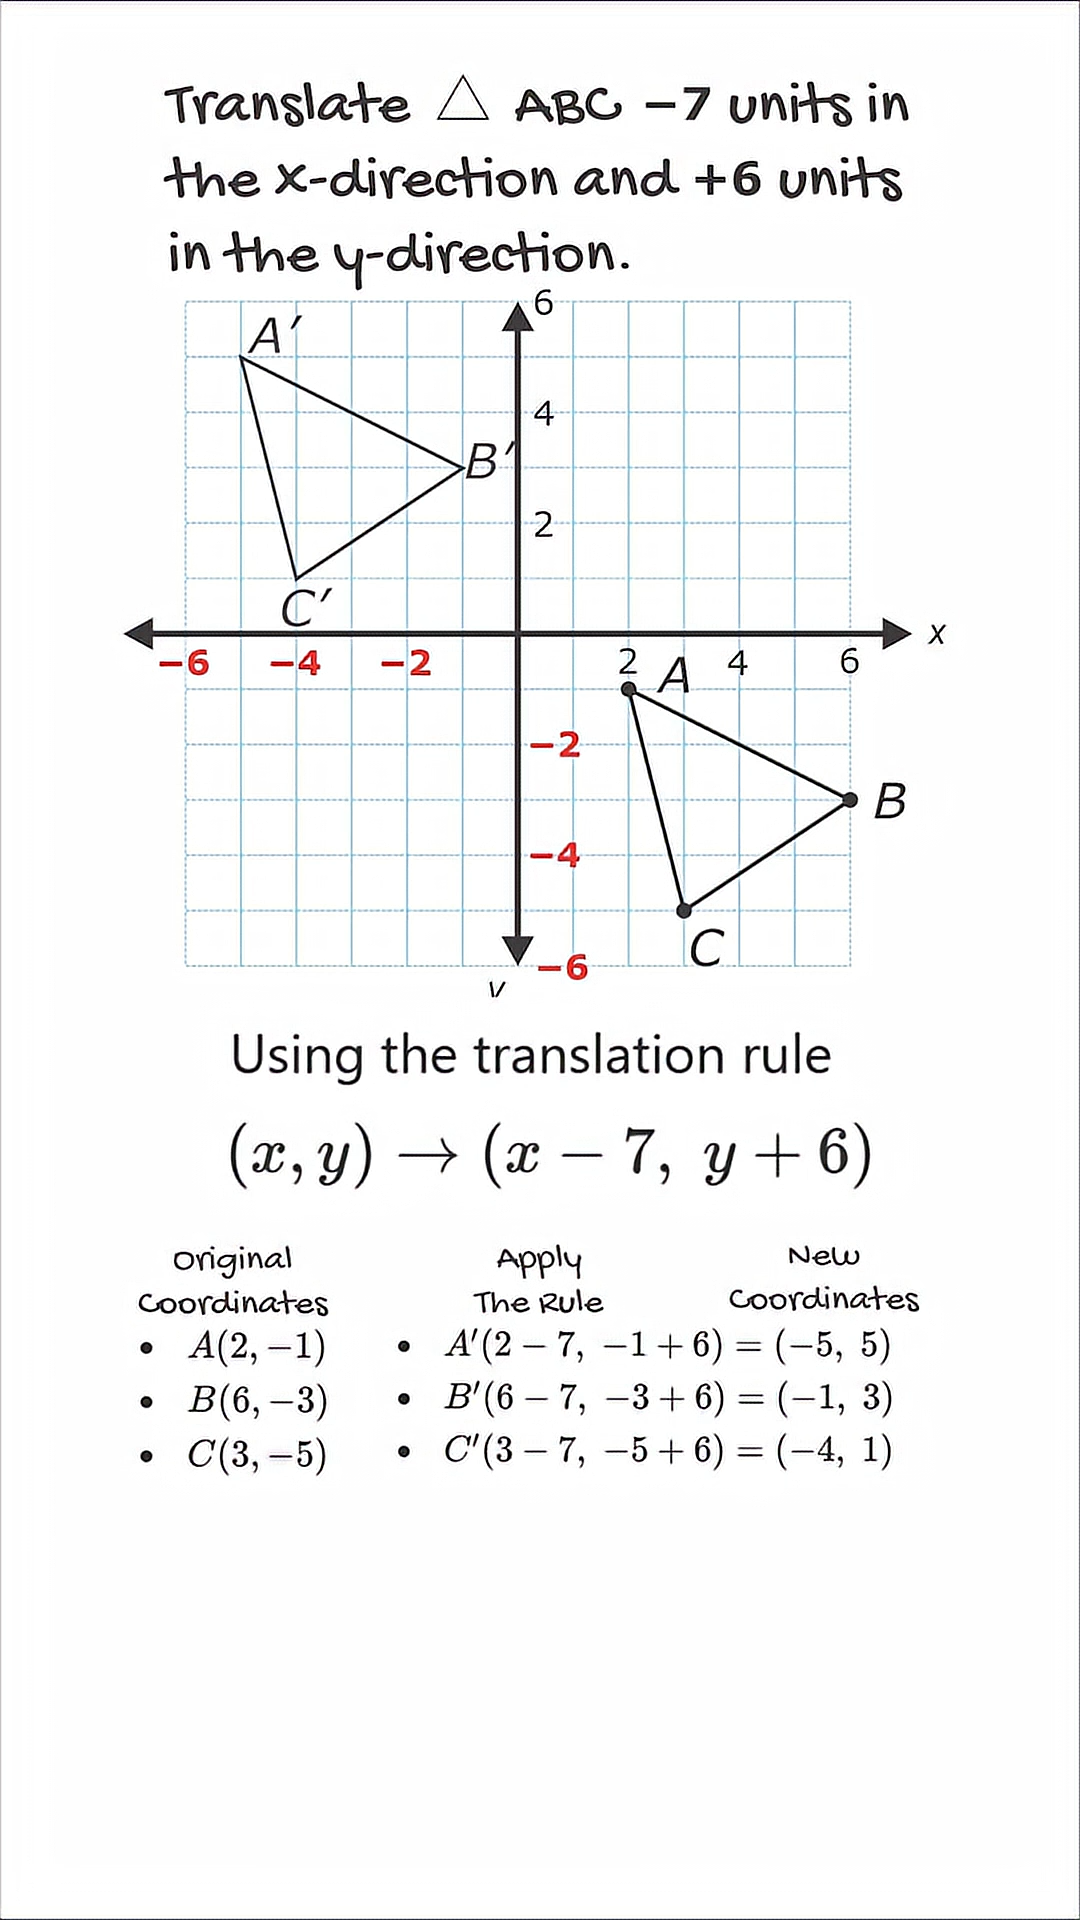 Translate △ ABC −7 units in
the x-direction and +6 units
in the y-direction.
6
A′
4
B′
2
C′
x
−6 −4 −2 2 A 4 6
−2
B
−4
C
−6
Using the translation rule
(x, y) → (x − 7, y + 6)
Original Coordinates
Apply The Rule
New Coordinates
• A(2, −1) • A′(2 − 7, −1 + 6) = (−5, 5)
• B(6, −3) • B′(6 − 7, −3 + 6) = (−1, 3)
• C(3, −5) • C′(3 − 7, −5 + 6) = (−4, 1)